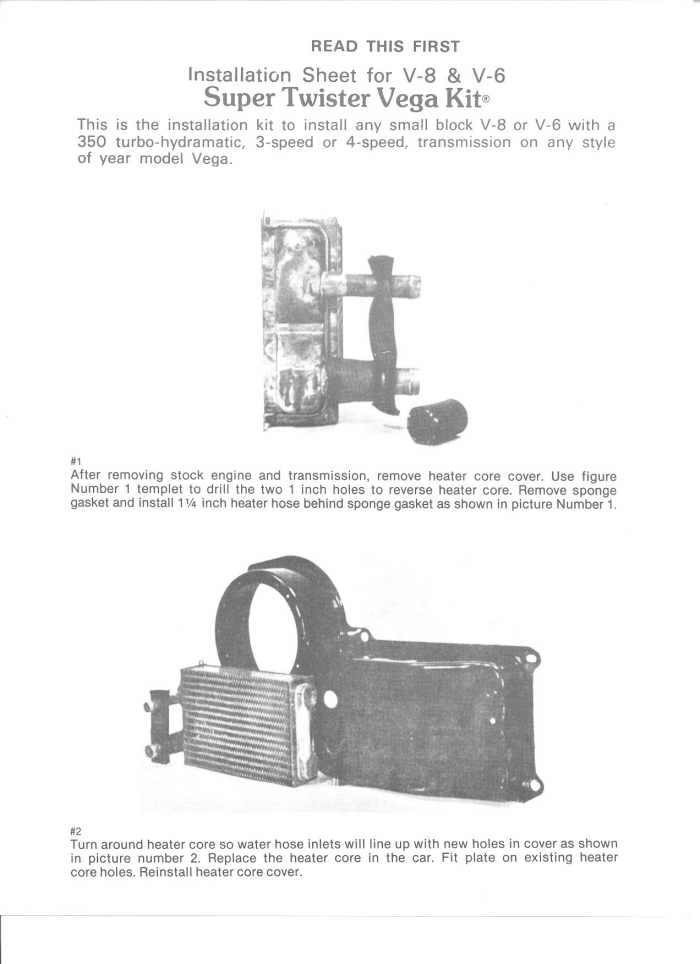 READ THIS FIRST
Installation Sheet for V-8 & V-6
Super Twister Vega Kit®
This is the installation kit to install any small block V-8 or V-6 with a
350 turbo-hydramatic, 3-speed or 4-speed, transmission on any style
of year model Vega.
#1
After removing stock engine and transmission, remove heater core cover. Use figure
Number 1 templet to drill the two 1 inch holes to reverse heater core. Remove sponge
gasket and install 1¼ inch heater hose behind sponge gasket as shown in picture Number 1.
#2
Turn around heater core so water hose inlets will line up with new holes in cover as shown
in picture number 2. Replace the heater core in the car. Fit plate on existing heater
core holes. Reinstall heater core cover.